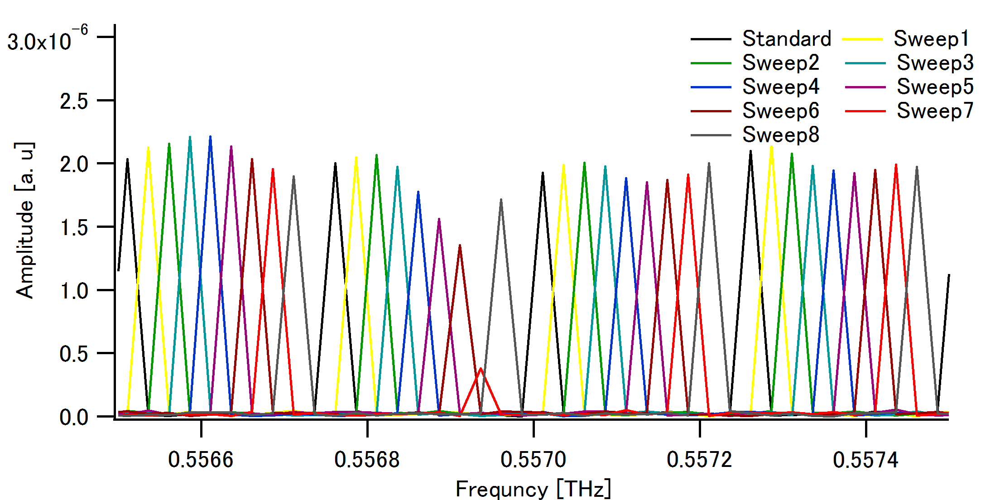 3.0x10⁻⁶
2.5
2.0
1.5
1.0
0.5
0.0
Amplitude [a. u]
Standard Sweep1
Sweep2 Sweep3
Sweep4 Sweep5
Sweep6 Sweep7
Sweep8
0.5566 0.5568 0.5570 0.5572 0.5574
Frequncy [THz]